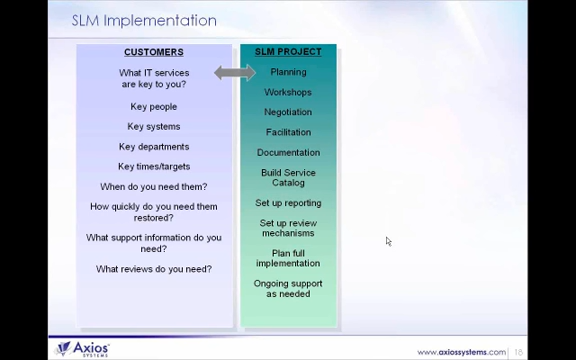 SLM Implementation
CUSTOMERS
What IT services
are key to you?
Key people
Key systems
Key departments
Key times/targets
When do you need them?
How quickly do you need them
restored?
What support information do you
need?
What reviews do you need?
SLM PROJECT
Planning
Workshops
Negotiation
Facilitation
Documentation
Build Service
Catalog
Set up reporting
Set up review
mechanisms
Plan full
implementation
Ongoing support
as needed
Axios
SYSTEMS
www.axiossystems.com